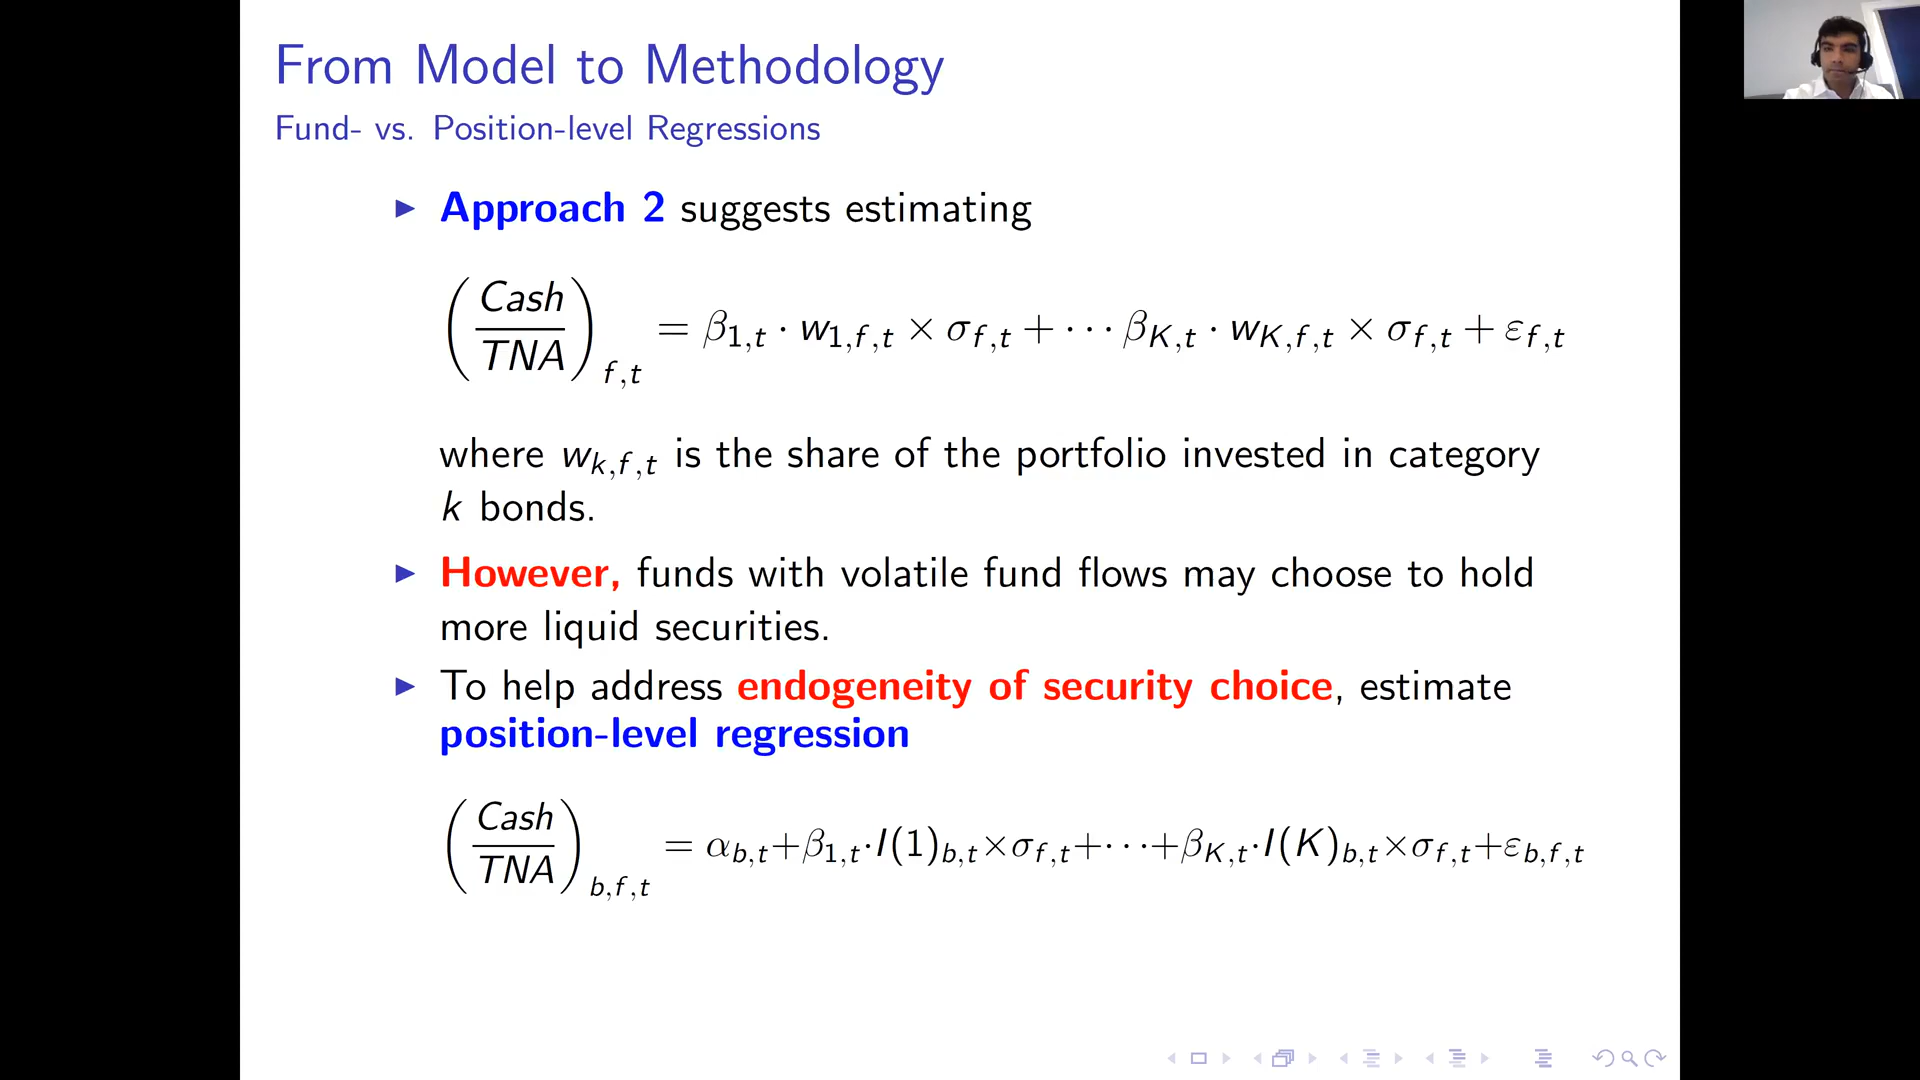 From Model to Methodology
Fund- vs. Position-level Regressions
▶ Approach 2 suggests estimating
(Cash/TNA)_{f,t} = β_{1,t} · w_{1,f,t} × σ_{f,t} + ⋯ β_{K,t} · w_{K,f,t} × σ_{f,t} + ε_{f,t}
where w_{k,f,t} is the share of the portfolio invested in category
k bonds.
▶ However, funds with volatile fund flows may choose to hold
more liquid securities.
▶ To help address endogeneity of security choice, estimate
position-level regression
(Cash/TNA)_{b,f,t} = α_{b,t}+β_{1,t}·I(1)_{b,t}×σ_{f,t}+⋯+β_{K,t}·I(K)_{b,t}×σ_{f,t}+ε_{b,f,t}